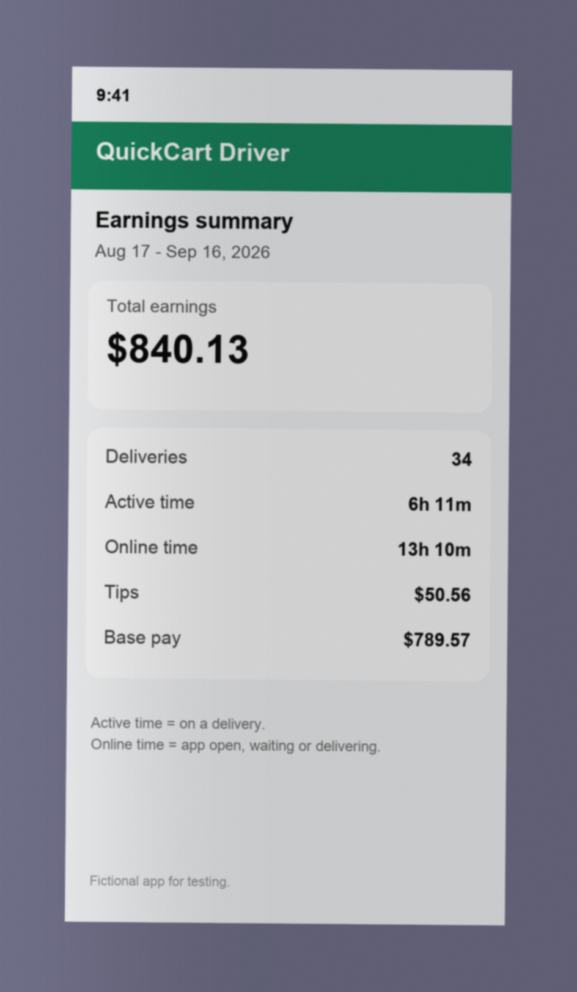 9:41
QuickCart Driver
Earnings summary
Aug 17 - Sep 16, 2026
Total earnings
$840.13
Deliveries 34
Active time 6h 11m
Online time 13h 10m
Tips $50.56
Base pay $789.57
Active time = on a delivery.
Online time = app open, waiting or delivering.
Fictional app for testing.